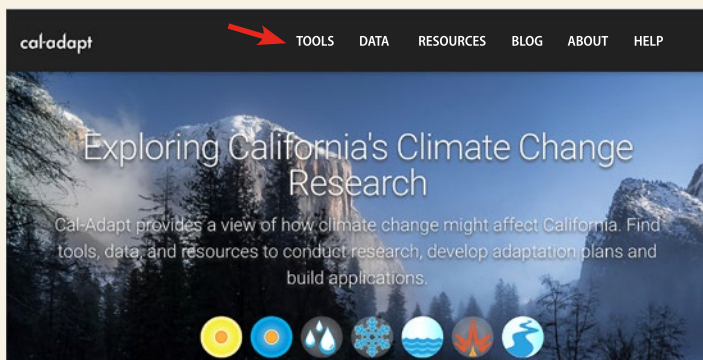 cal-adapt
TOOLS DATA RESOURCES BLOG ABOUT HELP
Exploring California's Climate Change
Research
Cal-Adapt provides a view of how climate change might affect California. Find
tools, data, and resources to conduct research, develop adaptation plans and
build applications.